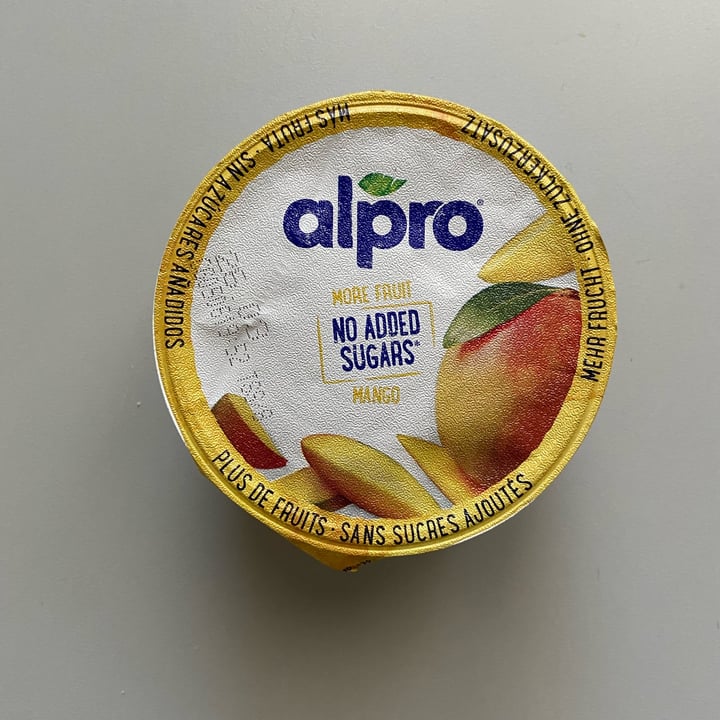 alpro®
MORE FRUIT
NO ADDED
SUGARS*
MANGO
MÁS FRUTA · SIN AZÚCARES AÑADIDOS
MEHR FRUCHT · OHNE ZUCKERZUSATZ
PLUS DE FRUITS · SANS SUCRES AJOUTÉS